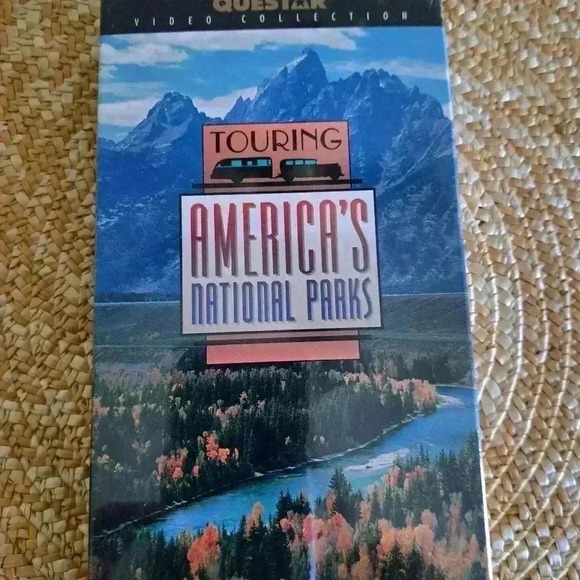 QUESTAR
VIDEO COLLECTION
TOURING
AMERICA'S
NATIONAL PARKS